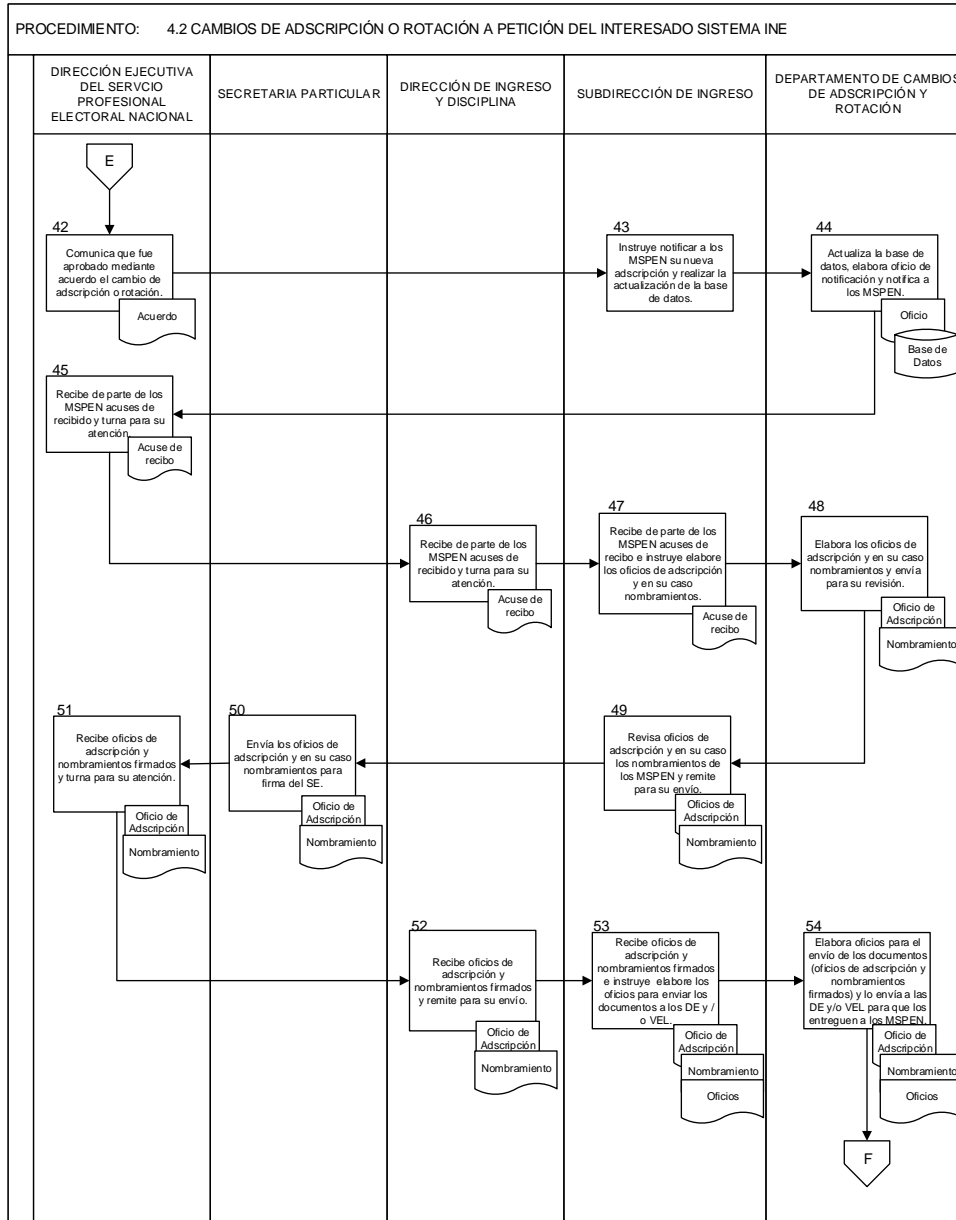 PROCEDIMIENTO: 4.2 CAMBIOS DE ADSCRIPCIÓN O ROTACIÓN A PETICIÓN DEL INTERESADO SISTEMA INE
DIRECCIÓN EJECUTIVA
DEL SERVCIO
PROFESIONAL
ELECTORAL NACIONAL
SECRETARIA PARTICULAR
DIRECCIÓN DE INGRESO
Y DISCIPLINA
SUBDIRECCIÓN DE INGRESO
DEPARTAMENTO DE CAMBIOS
DE ADSCRIPCIÓN Y
ROTACIÓN
E
42
Comunica que fue
aprobado mediante
acuerdo el cambio de
adscripción o rotación.
Acuerdo
43
Instruye notificar a los
MSPEN su nueva
adscripción y realizar la
actualización de la base
de datos.
44
Actualiza la base de
datos, elabora oficio de
notificación y notifica a
los MSPEN.
Oficio
Base de
Datos
45
Recibe de parte de los
MSPEN acuses de
recibido y turna para su
atención.
Acuse de
recibo
46
Recibe de parte de los
MSPEN acuses de
recibido y turna para su
atención.
Acuse de
recibo
47
Recibe de parte de los
MSPEN acuses de
recibo e instruye elabore
los oficios de adscripción
y en su caso
nombramientos.
Acuse de
recibo
48
Elabora los oficios de
adscripción y en su caso
nombramientos y envía
para su revisión.
Oficio de
Adscripción
Nombramiento
51
Recibe oficios de
adscripción y
nombramientos firmados
y turna para su atención.
Oficio de
Adscripción
Nombramiento
50
Envía los oficios de
adscripción y en su caso
nombramientos para
firma del SE.
Oficio de
Adscripción
Nombramiento
49
Revisa oficios de
adscripción y en su caso
los nombramientos de
los MSPEN y remite
para su envío.
Oficios de
Adscripción
Nombramiento
52
Recibe oficios de
adscripción y
nombramientos firmados
y remite para su envío.
Oficio de
Adscripción
Nombramiento
53
Recibe oficios de
adscripción y
nombramientos firmados
e instruye elabore los
oficios para enviar los
documentos a los DE y /
o VEL.
Oficio de
Adscripción
Nombramiento
Oficios
54
Elabora oficios para el
envío de los documentos
(oficios de adscripción y
nombramientos
firmados) y lo envía a las
DE y/o VEL para que los
entreguen a los MSPEN.
Oficio de
Adscripción
Nombramiento
Oficios
F